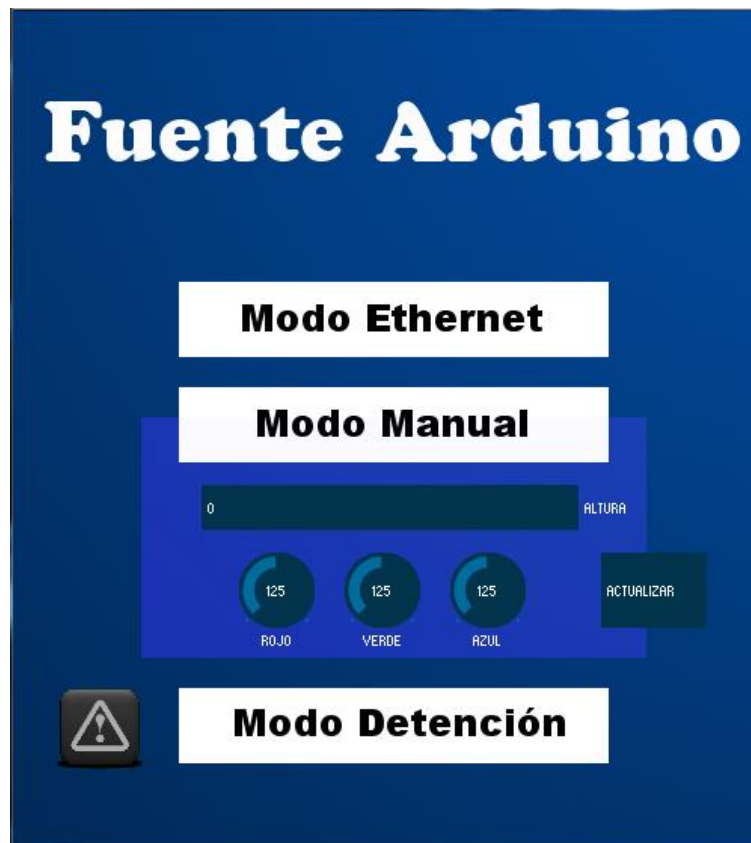 Fuente Arduino
Modo Ethernet
Modo Manual
0 ALTURA
125 125 125 ACTUALIZAR
ROJO VERDE AZUL
Modo Detención